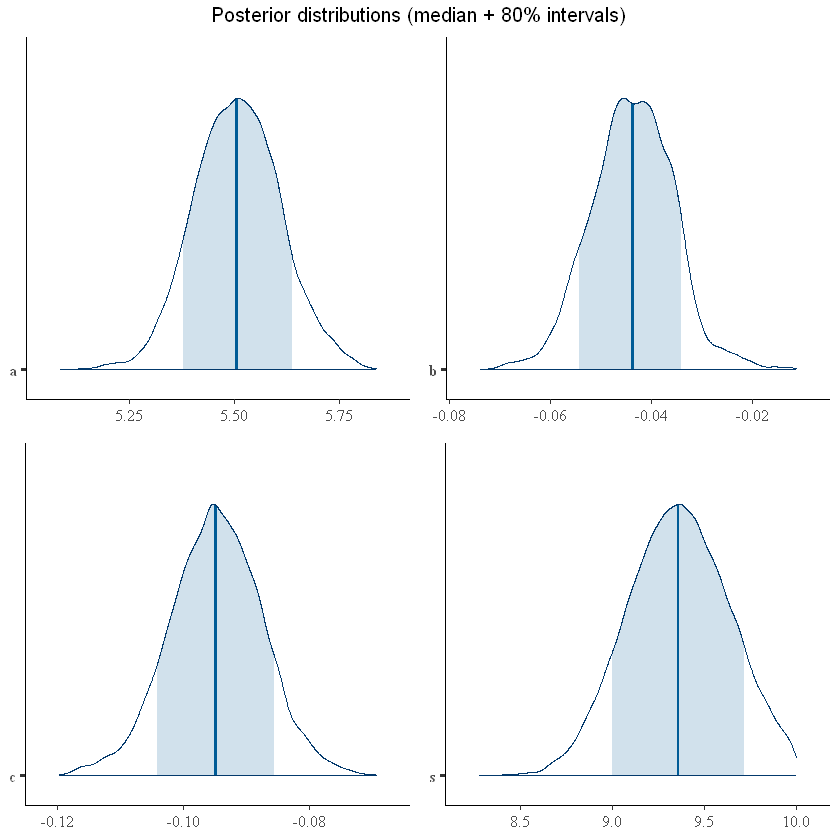 Posterior distributions (median + 80% intervals)
a
5.25 5.50 5.75
b
-0.08 -0.06 -0.04 -0.02
c
-0.12 -0.10 -0.08
s
8.5 9.0 9.5 10.0